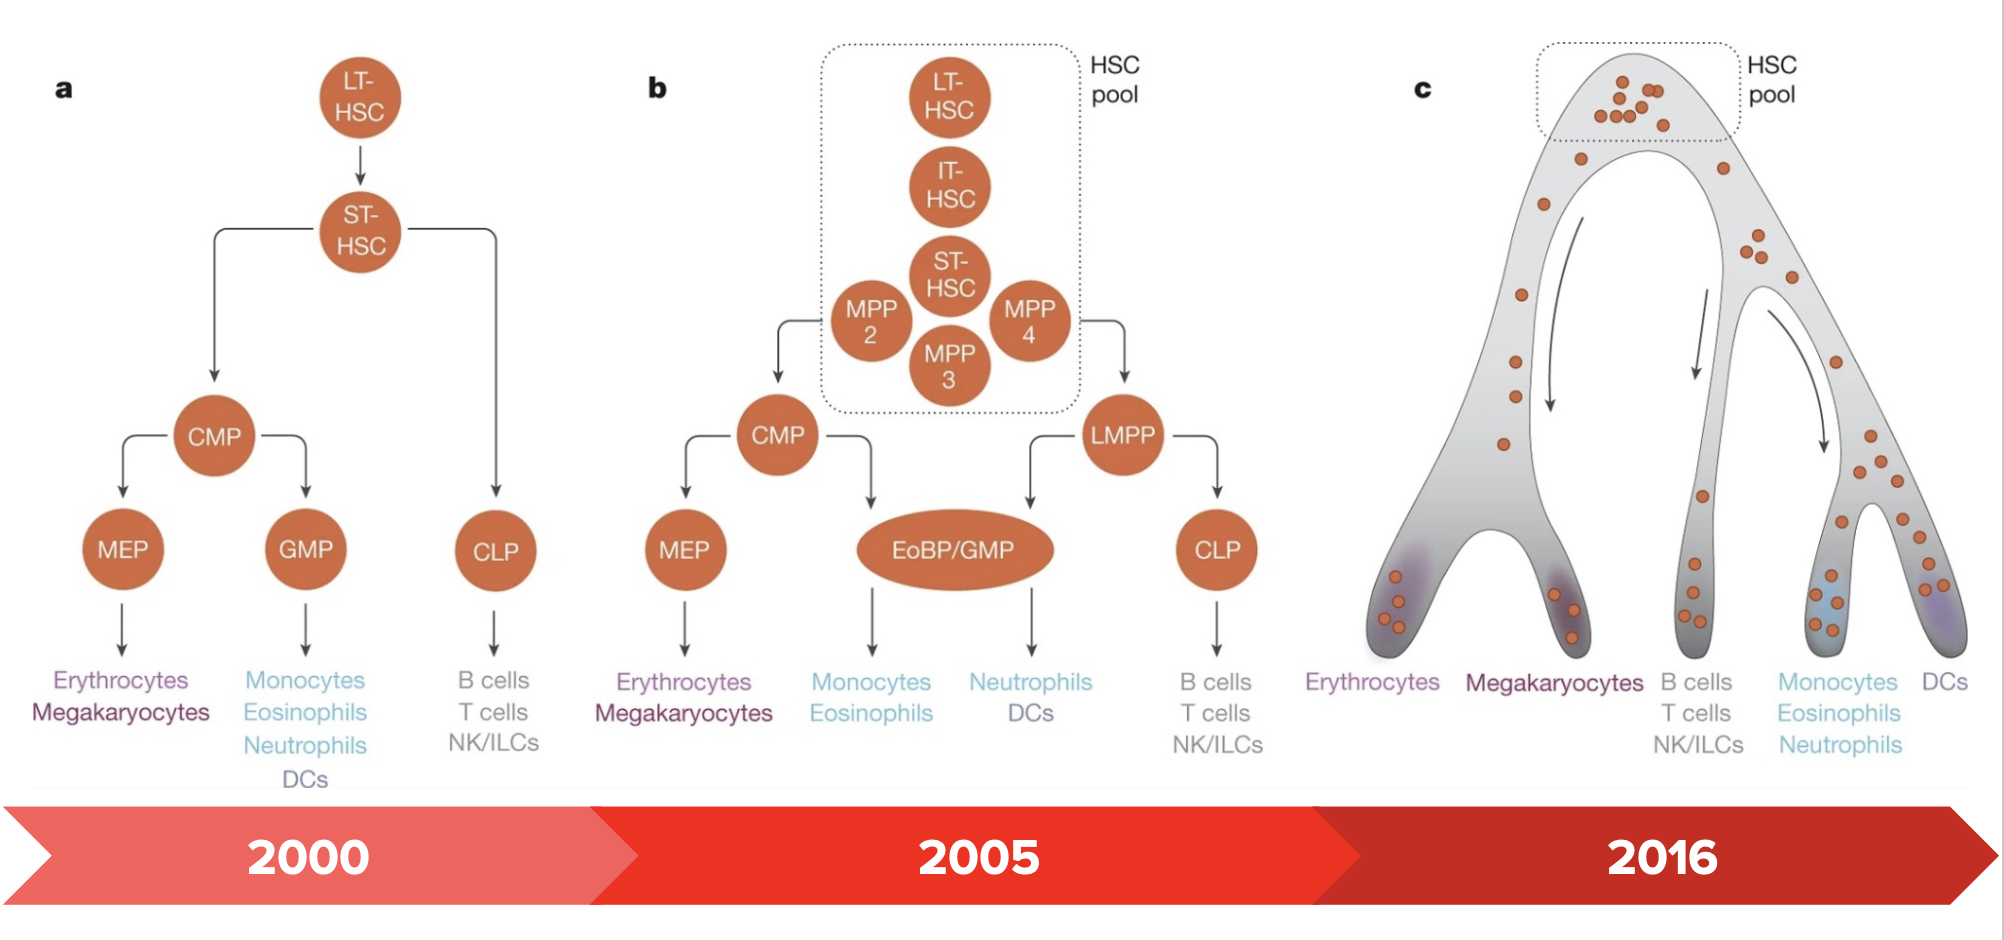 a
LT-
HSC
ST-
HSC
CMP
MEP
GMP
CLP
Erythrocytes
Megakaryocytes
Monocytes
Eosinophils
Neutrophils
DCs
B cells
T cells
NK/ILCs
b
HSC
pool
LT-
HSC
IT-
HSC
ST-
HSC
MPP
2
MPP
3
MPP
4
CMP
LMPP
MEP
EoBP/GMP
CLP
Erythrocytes
Megakaryocytes
Monocytes
Eosinophils
Neutrophils
DCs
B cells
T cells
NK/ILCs
c
HSC
pool
Erythrocytes
Megakaryocytes
B cells
T cells
NK/ILCs
Monocytes
Eosinophils
Neutrophils
DCs
2000
2005
2016